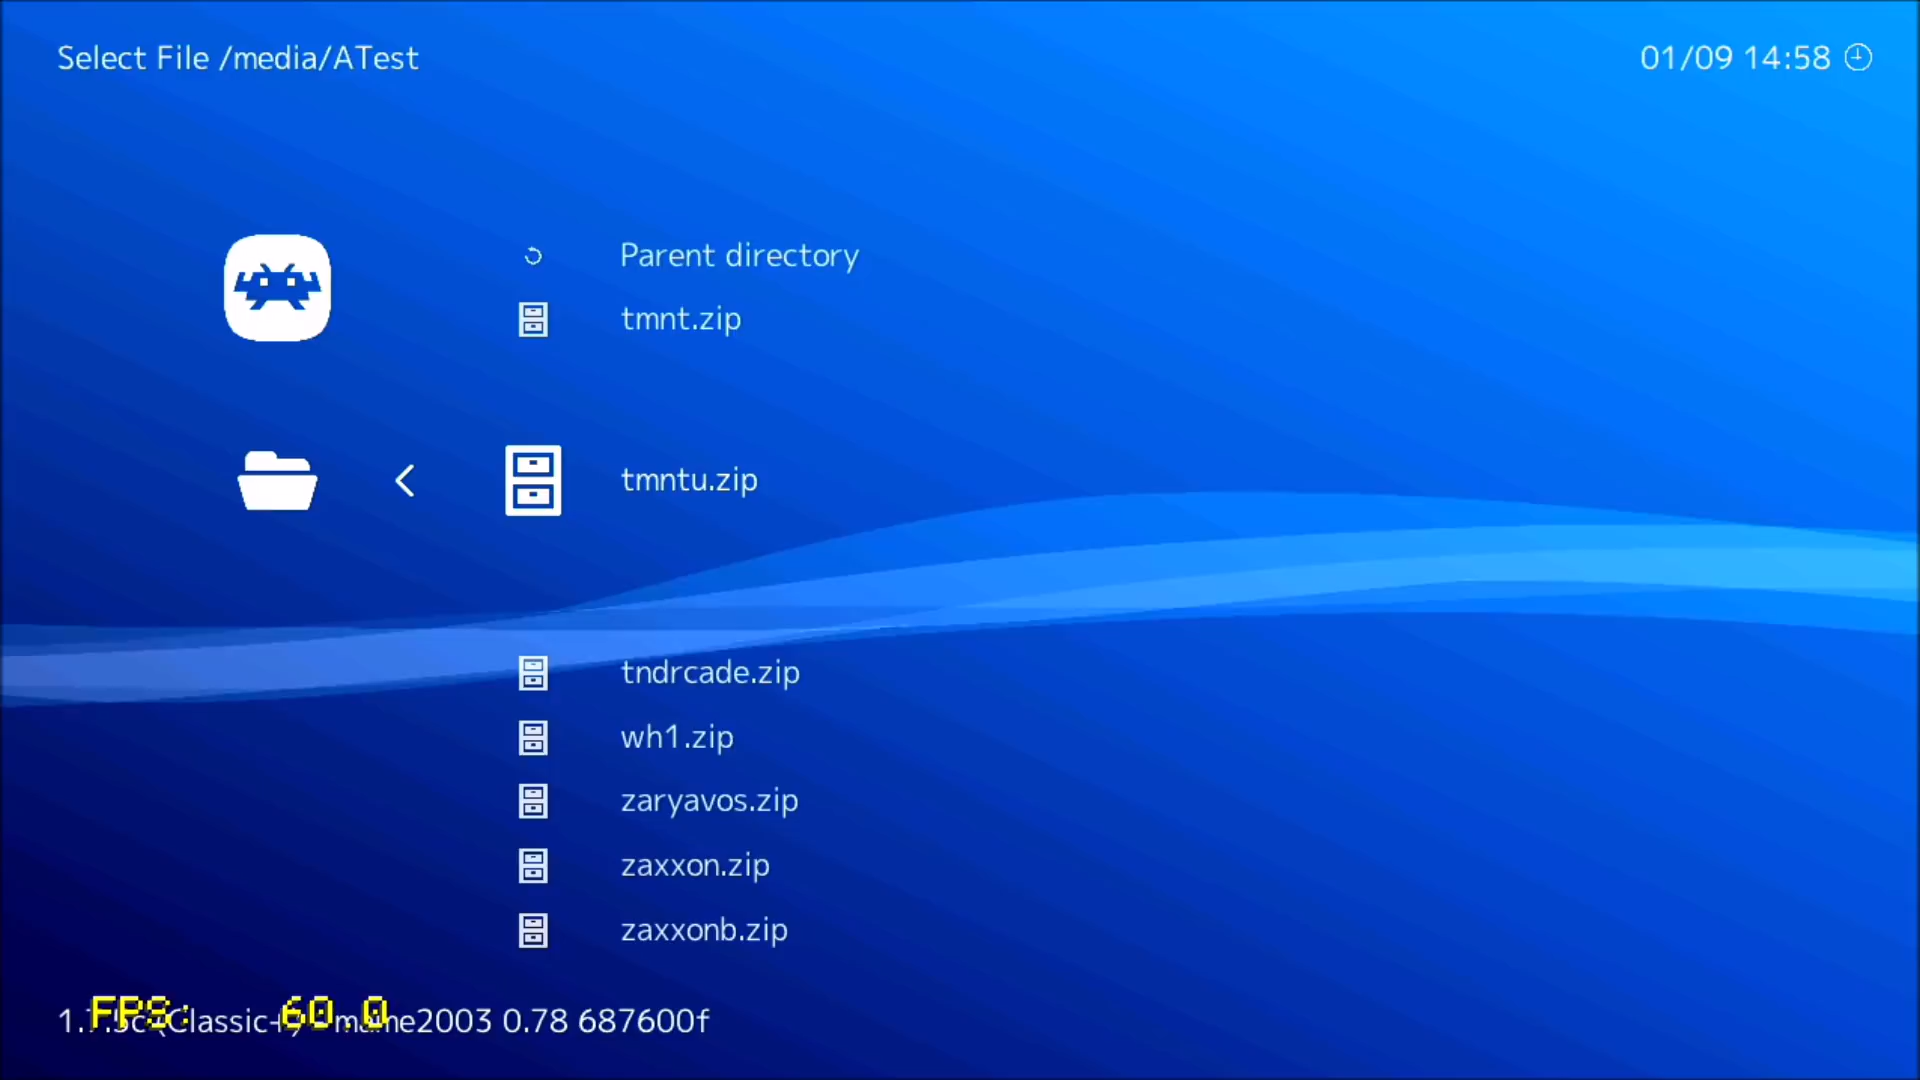 Select File /media/ATest
01/09 14:58
Parent directory
tmnt.zip
tmntu.zip
tndrcade.zip
wh1.zip
zaryavos.zip
zaxxon.zip
zaxxonb.zip
FPS: 60.0
mame2003 0.78 687600f